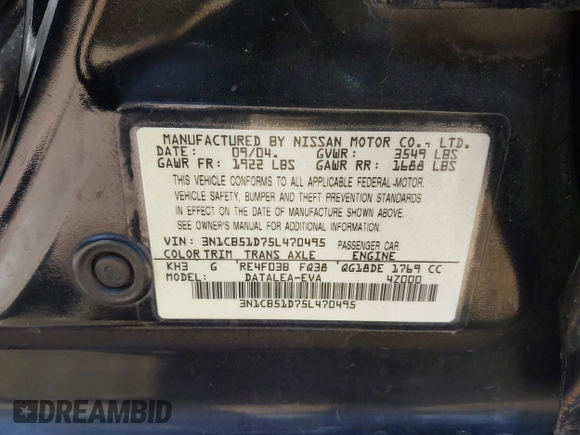 MANUFACTURED BY NISSAN MOTOR CO., LTD.
DATE: 09/04. GVWR: 3549 LBS
GAWR FR: 1922 LBS GAWR RR: 1688 LBS
THIS VEHICLE CONFORMS TO ALL APPLICABLE FEDERAL-MOTOR.
VEHICLE SAFETY, BUMPER AND THEFT PREVENTION STANDARDS
IN EFFECT ON THE DATE OF MANUFACTURE SHOWN ABOVE.
SEE OWNER'S MANUAL FOR ADDITIONAL INFORMATION.
VIN: 3N1CB51D75L470495 PASSENGER CAR.
COLOR TRIM TRANS AXLE ENGINE
KH3 G RE4F03B FQ38 QG18DE 1769 CC
MODEL: DATALEA-EVA 42000
3N1CB51D75L470495
DREAMBID